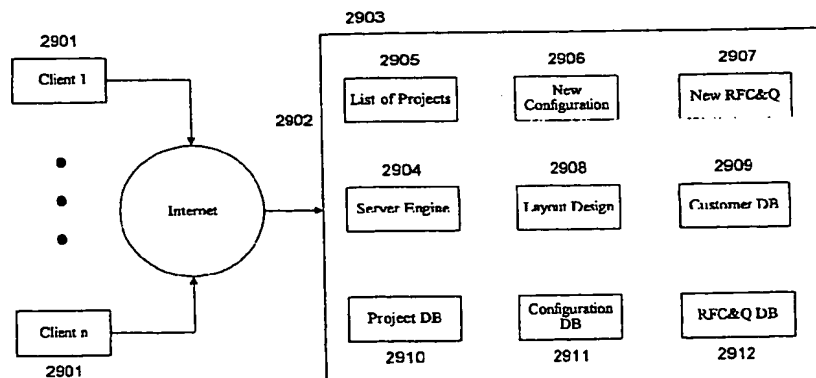 2903
2901
Client 1
2905
List of Projects
2906
New
Configuration
2907
New RFC&Q
2902
Internet
2904
Server Engine
2908
Layout Design
2909
Customer DB
Client n
2901
Project DB
2910
Configuration
DB
2911
RFC&Q DB
2912